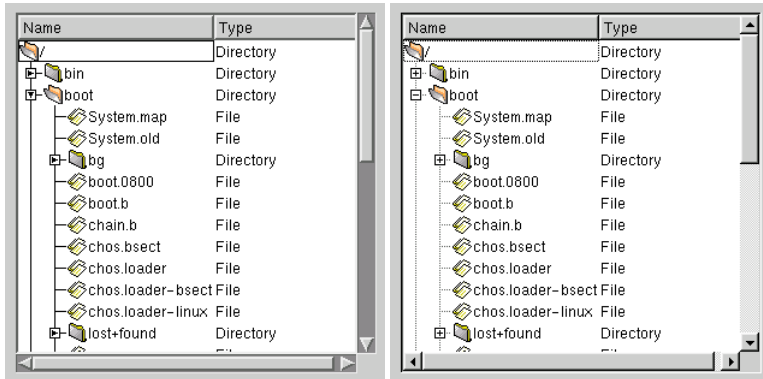 Name Type
/ Directory
bin Directory
boot Directory
System.map File
System.old File
bg Directory
boot.0800 File
boot.b File
chain.b File
chos.bsect File
chos.loader File
chos.loader-bsect File
chos.loader-linux File
lost+found Directory
Name Type
/ Directory
bin Directory
boot Directory
System.map File
System.old File
bg Directory
boot.0800 File
boot.b File
chain.b File
chos.bsect File
chos.loader File
chos.loader-bsect File
chos.loader-linux File
lost+found Directory